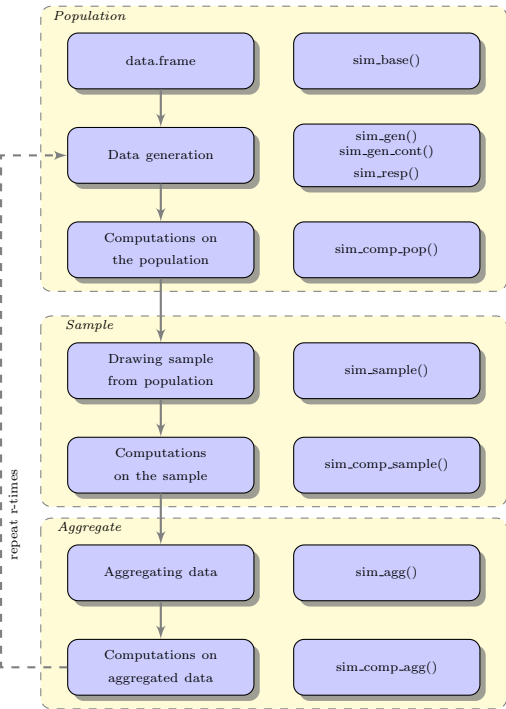 Population
data.frame
sim_base()
Data generation
sim_gen()
sim_gen_cont()
sim_resp()
Computations on
the population
sim_comp_pop()
Sample
Drawing sample
from population
sim_sample()
Computations
on the sample
sim_comp_sample()
repeat r-times
Aggregate
Aggregating data
sim_agg()
Computations on
aggregated data
sim_comp_agg()